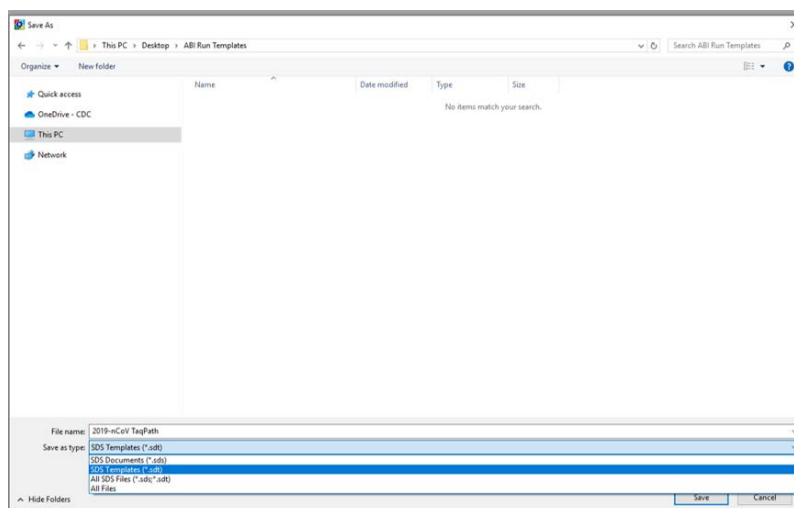 Save As
This PC > Desktop > ABI Run Templates
Search ABI Run Templates
Organize
New folder
Name
Date modified
Type
Size
Quick access
No items match your search.
OneDrive - CDC
This PC
Network
File name: 2019-nCoV TaqPath
Save as type: SDS Templates (*.sdt)
SDS Documents (*.sds)
SDS Templates (*.sdt)
All SDS Files (*.sds;*.sdt)
All Files
Hide Folders
Save
Cancel